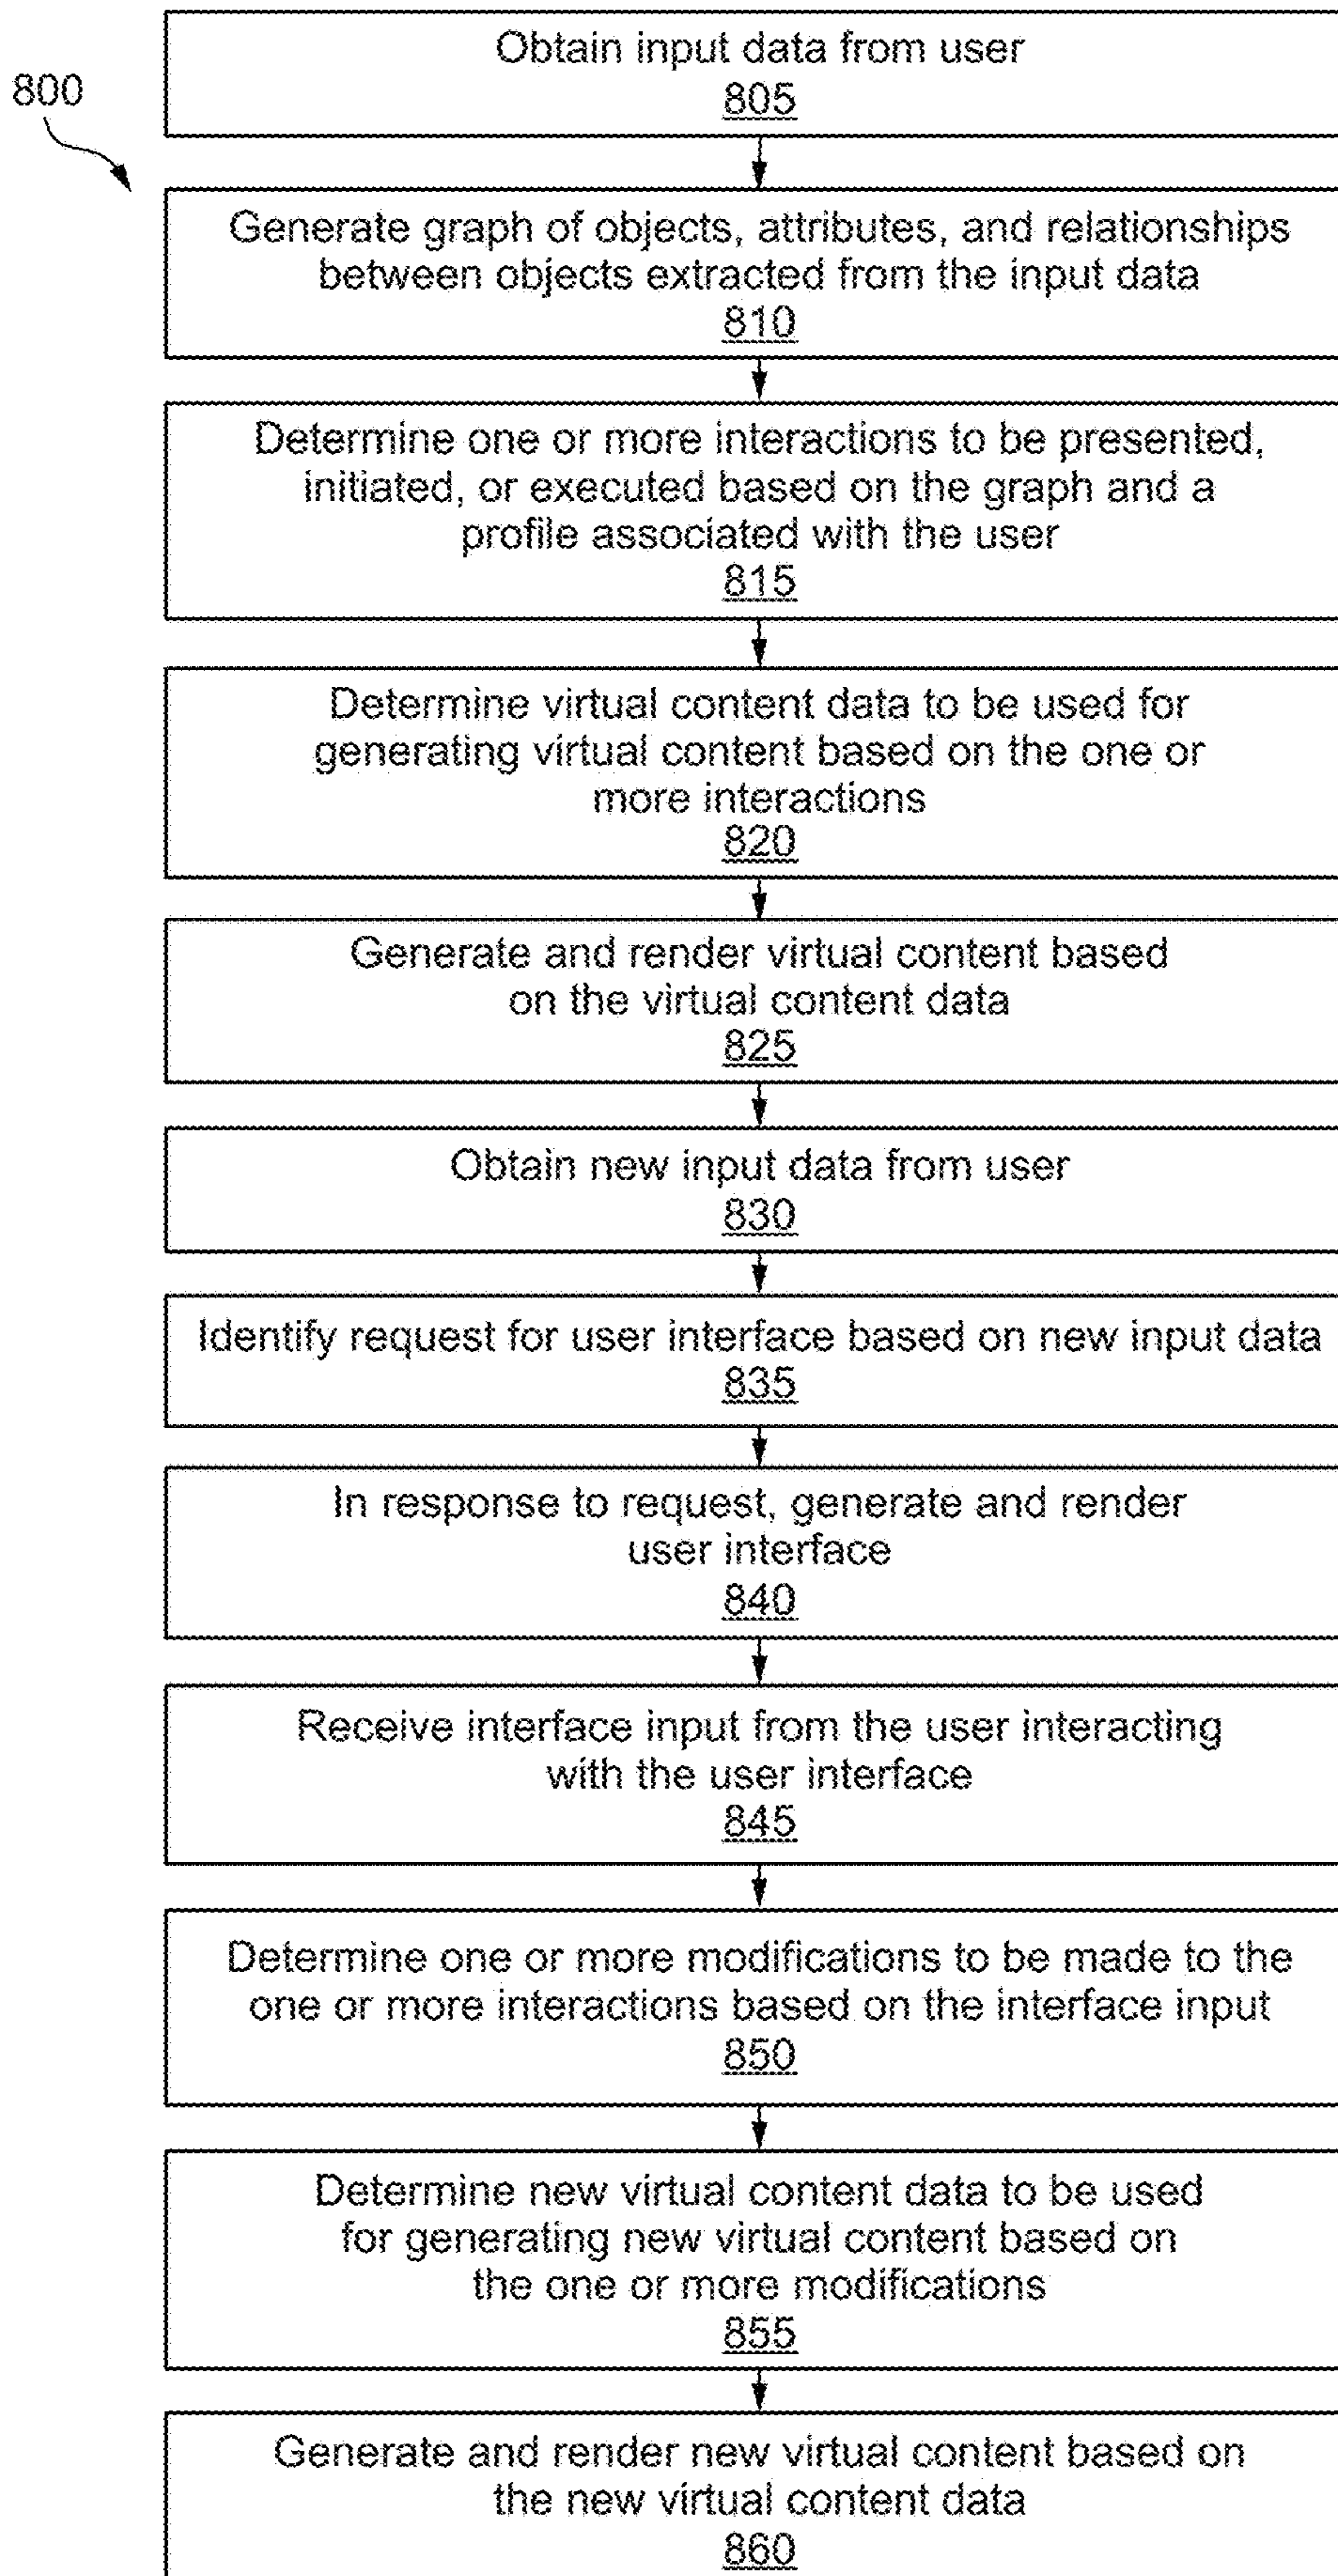 Obtain input data from user
805
800
Generate graph of objects, attributes, and relationships
between objects extracted from the input data
810
Determine one or more interactions to be presented,
initiated, or executed based on the graph and a
profile associated with the user
815
Determine virtual content data to be used for
generating virtual content based on the one or
more interactions
820
Generate and render virtual content based
on the virtual content data
825
Obtain new input data from user
830
Identify request for user interface based on new input data
835
In response to request, generate and render
user interface
840
Receive interface input from the user interacting
with the user interface
845
Determine one or more modifications to be made to the
one or more interactions based on the interface input
850
Determine new virtual content data to be used
for generating new virtual content based on
the one or more modifications
855
Generate and render new virtual content based on
the new virtual content data
860